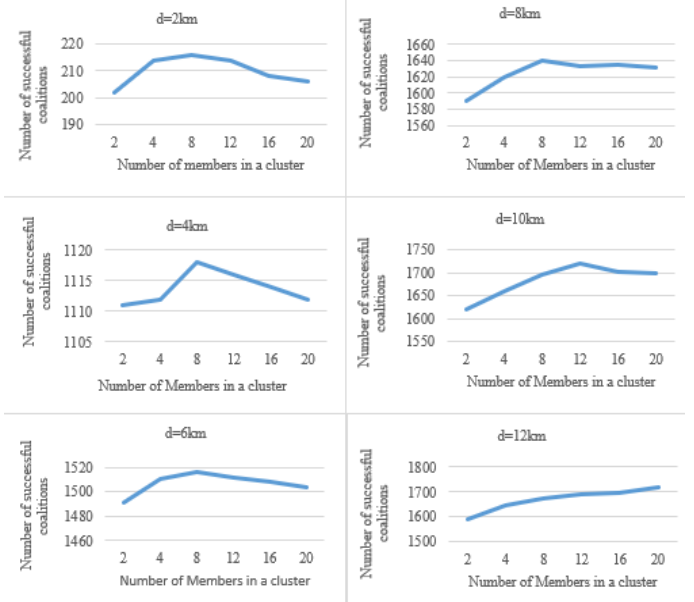 d=2km
Number of successful
coalitions
220
210
200
190
2 4 8 12 16 20
Number of members in a cluster
d=8km
Number of successful
coalitions
1660
1640
1620
1600
1580
1560
2 4 8 12 16 20
Number of Members in a cluster
d=4km
Number of successful
coalitions
1120
1115
1110
1105
2 4 8 12 16 20
Number of Members in a cluster
d=10km
Number of successful
coalitions
1750
1700
1650
1600
1550
2 4 8 12 16 20
Number of Members in a cluster
d=6km
Number of successful
coalitions
1520
1500
1480
1460
2 4 8 12 16 20
Number of Members in a cluster
d=12km
Number of successful
coalitions
1800
1700
1600
1500
2 4 8 12 16 20
Number of Members in a cluster